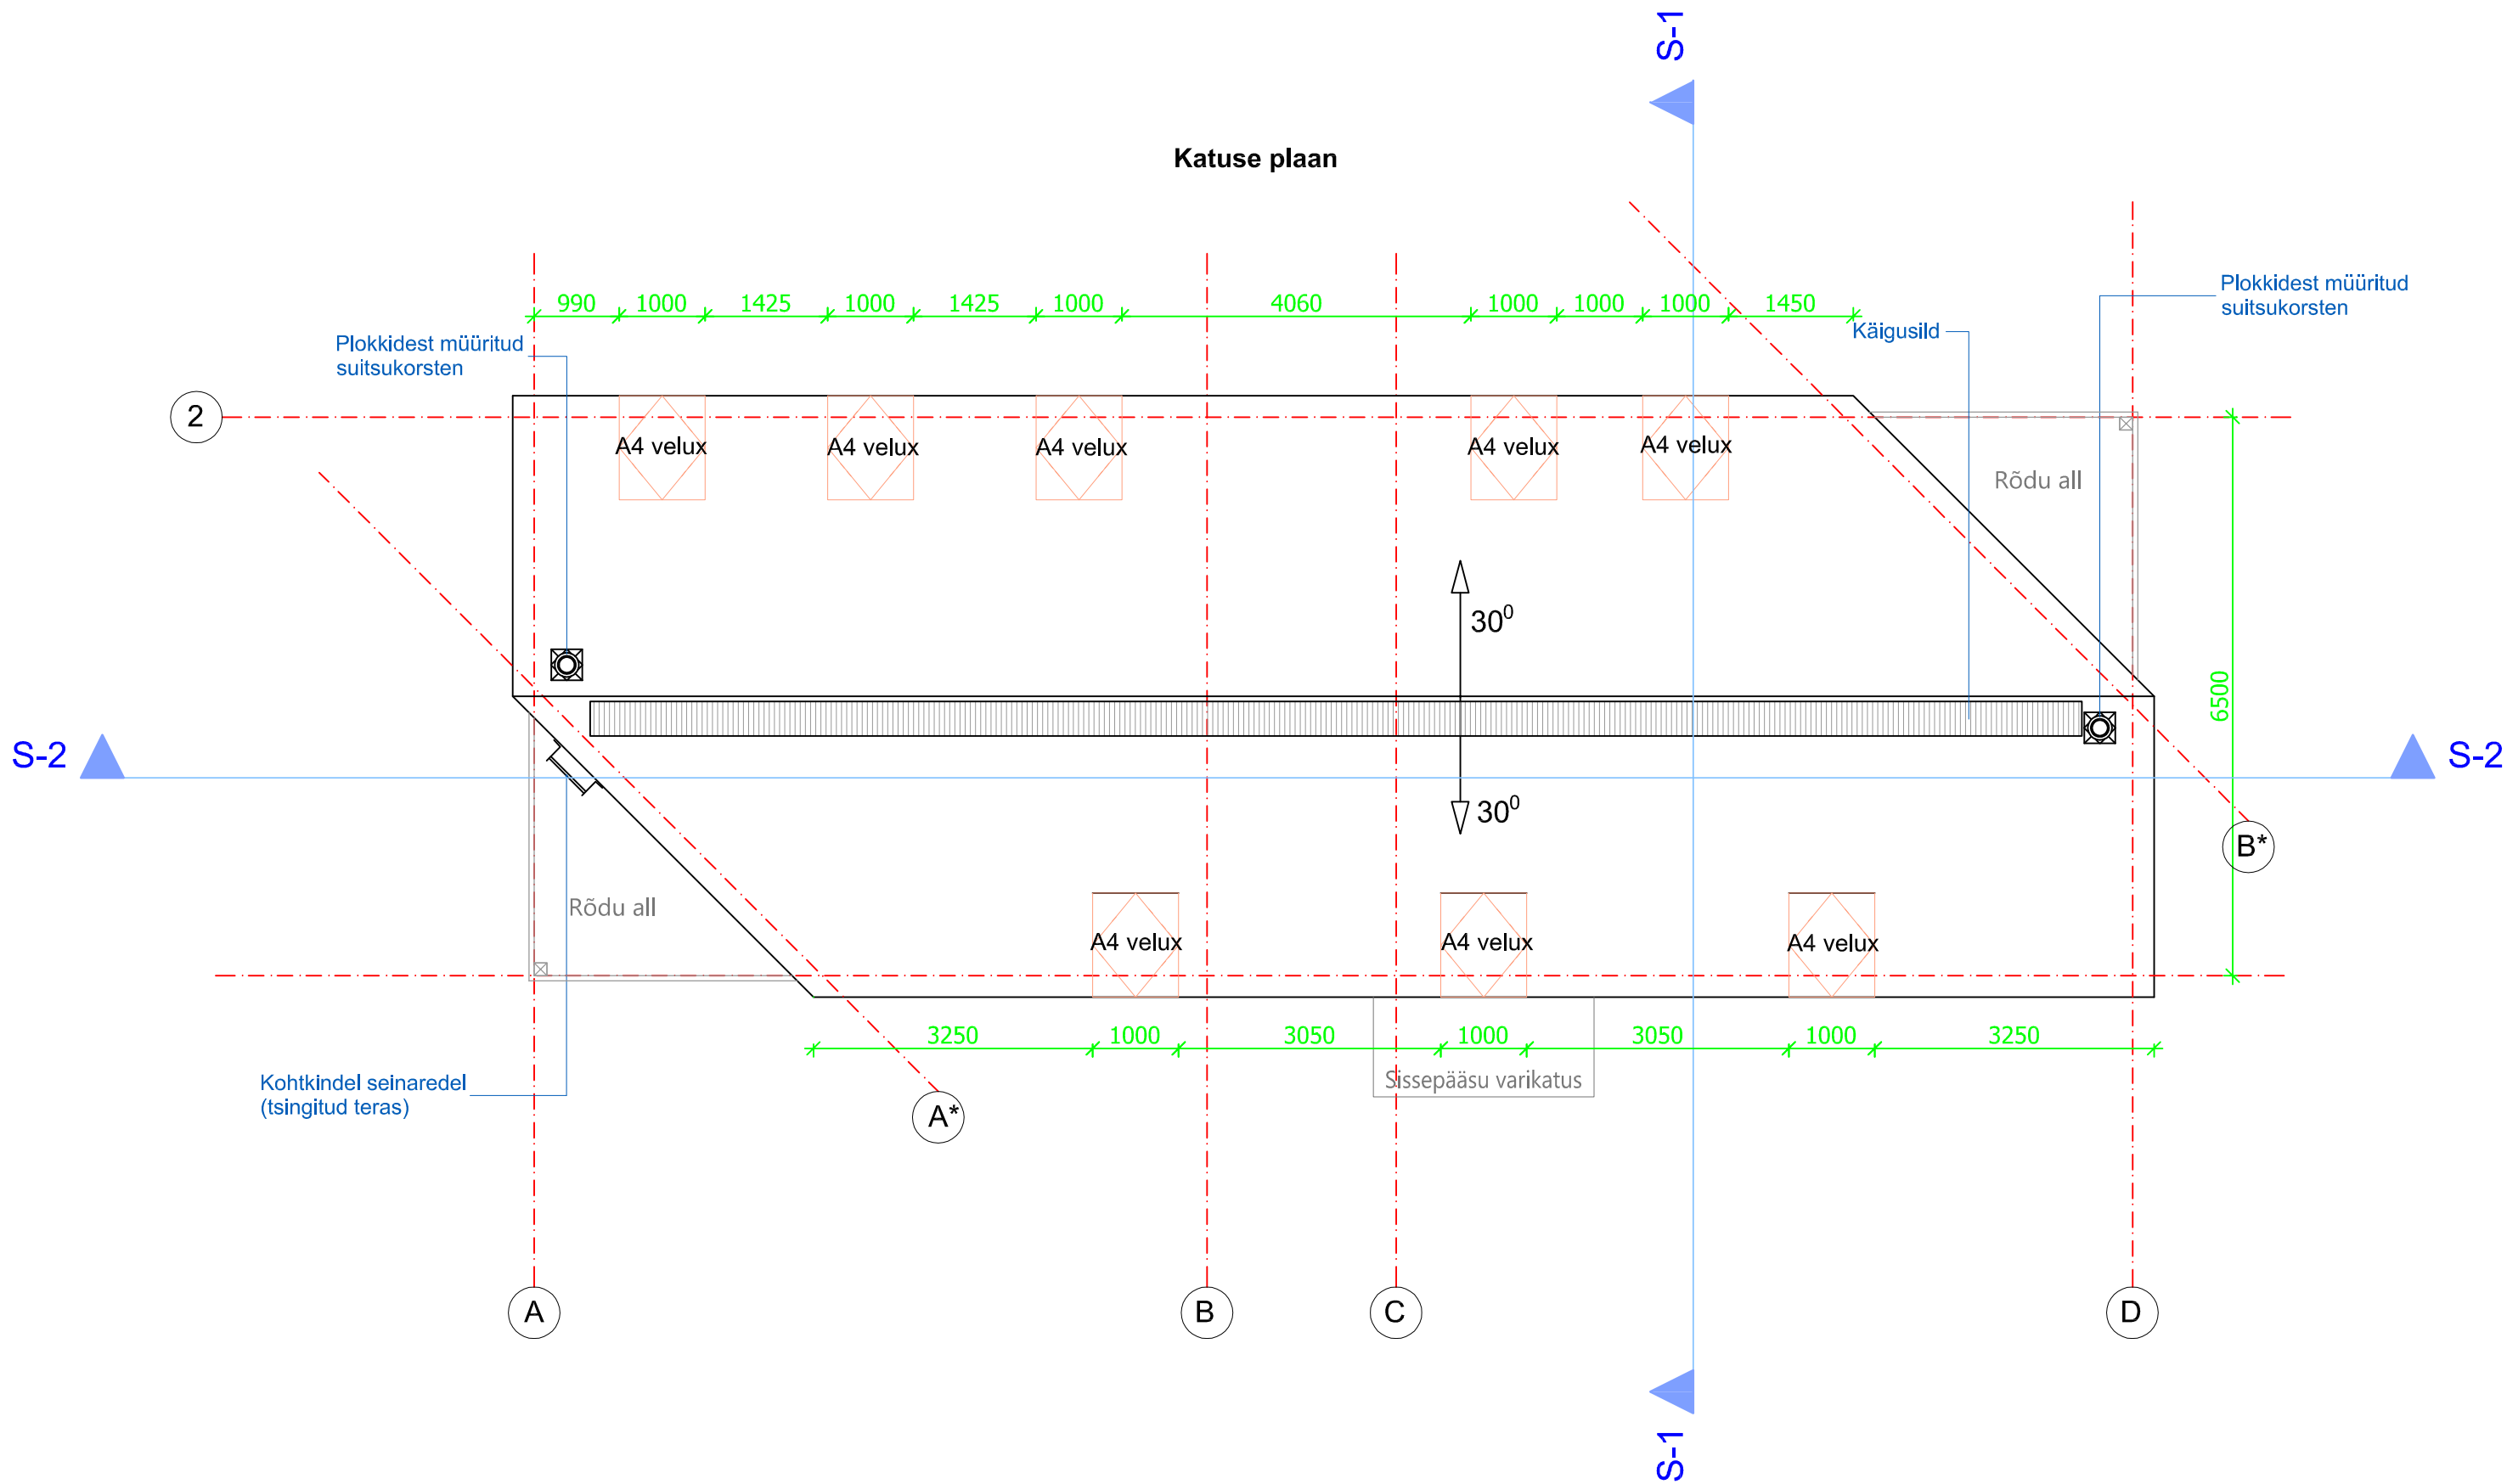 S-1
Katuse plaan
Plokkidest müüritud
suitsukorsten
990 1000 1425 1000 1425 1000 4060 1000 1000 1000 1450
Käigusild
Plokkidest müüritud
suitsukorsten
2
A4 velux A4 velux A4 velux A4 velux A4 velux
Rõdu all
30⁰
6500
S-2
S-2
30⁰
B*
Rõdu all
A4 velux A4 velux A4 velux
3250 1000 3050 1000 3050 1000 3250
Sissepääsu varikatus
Kohtkindel seinaredel
(tsingitud teras)
A*
A B C D
S-1